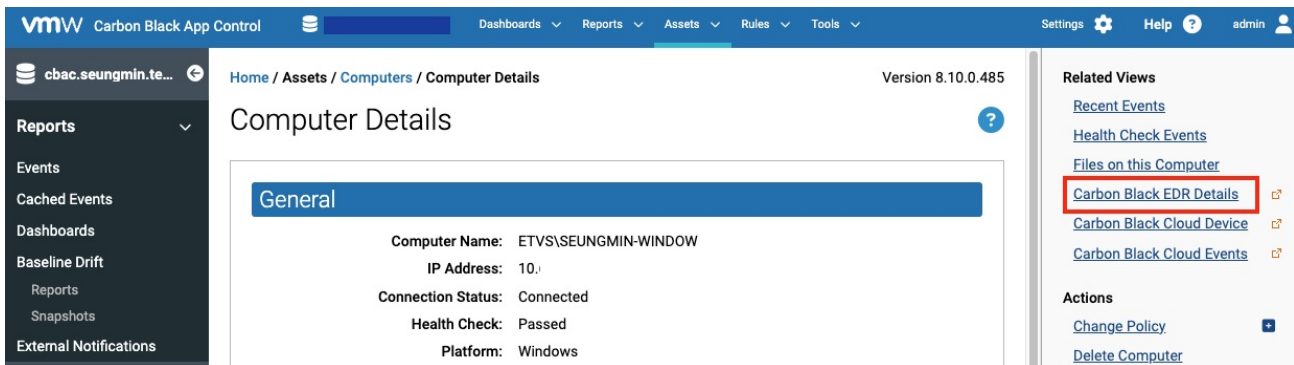 vmw Carbon Black App Control
Dashboards
Reports
Assets
Rules
Tools
Settings
Help ?
admin
cbac.seungmin.te...
Reports
Events
Cached Events
Dashboards
Baseline Drift
Reports
Snapshots
External Notifications
Home / Assets / Computers / Computer Details
Version 8.10.0.485
Computer Details
?
General
Computer Name: ETVS\SEUNGMIN-WINDOW
IP Address: 10.
Connection Status: Connected
Health Check: Passed
Platform: Windows
Related Views
Recent Events
Health Check Events
Files on this Computer
Carbon Black EDR Details
Carbon Black Cloud Device
Carbon Black Cloud Events
Actions
Change Policy
Delete Computer